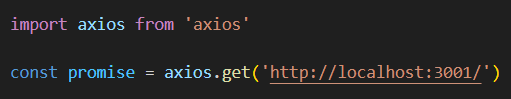 import axios from 'axios'
const promise = axios.get('http://localhost:3001/')